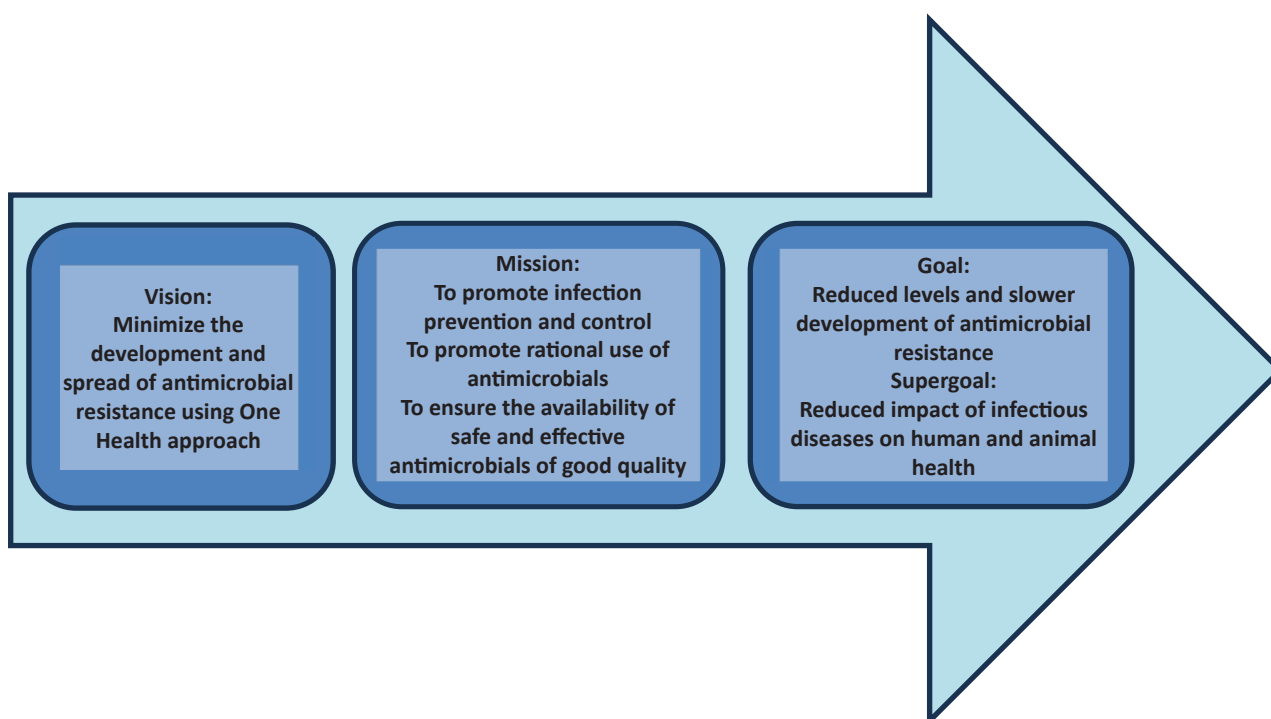 Vision:
Minimize the
development and
spread of antimicrobial
resistance using One
Health approach
Mission:
To promote infection
prevention and control
To promote rational use of
antimicrobials
To ensure the availability of
safe and effective
antimicrobials of good quality
Goal:
Reduced levels and slower
development of antimicrobial
resistance
Supergoal:
Reduced impact of infectious
diseases on human and animal
health